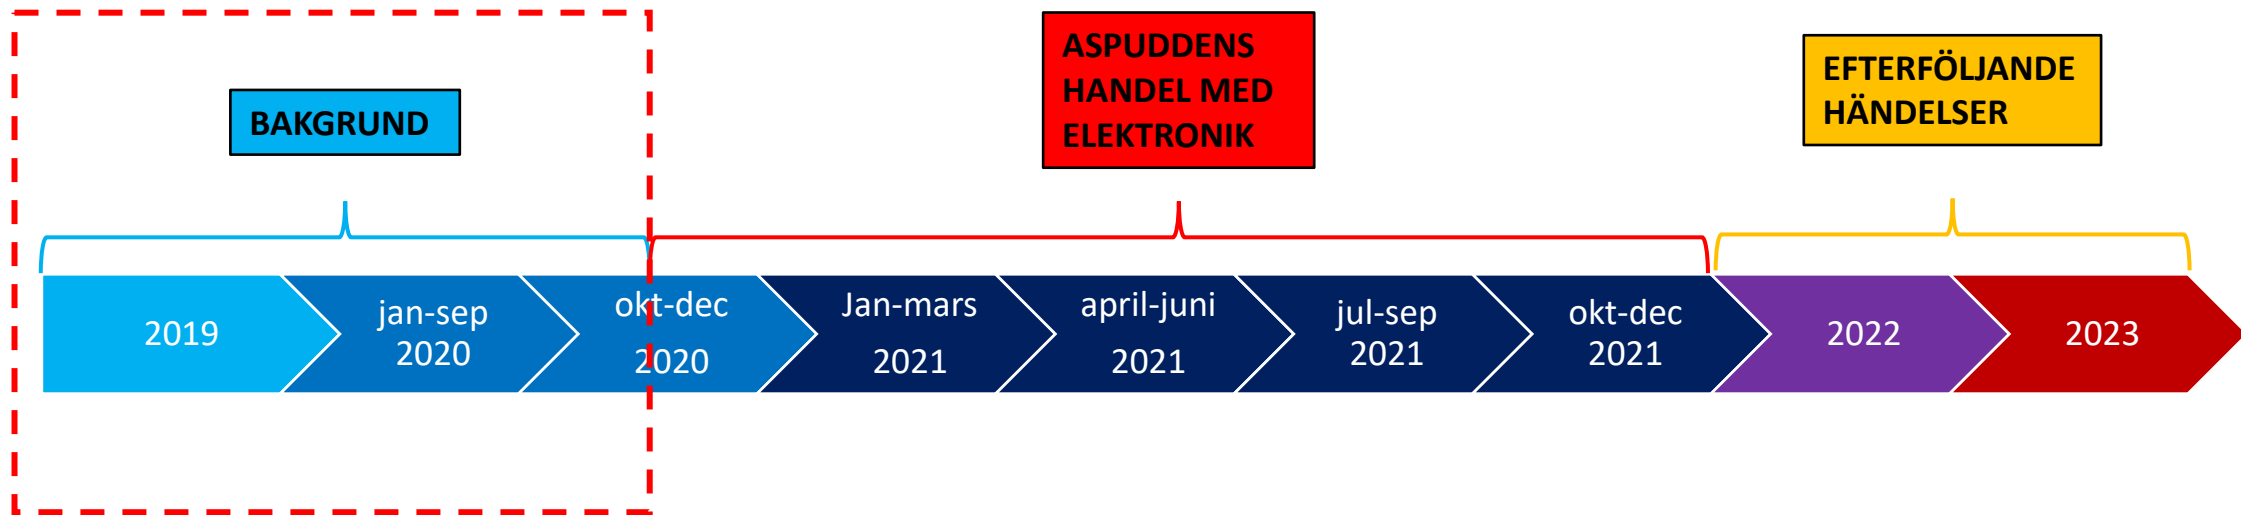 BAKGRUND
ASPUDDENS
HANDEL MED
ELEKTRONIK
EFTERFÖLJANDE
HÄNDELSER
2019
jan-sep
2020
okt-dec
2020
Jan-mars
2021
april-juni
2021
jul-sep
2021
okt-dec
2021
2022
2023